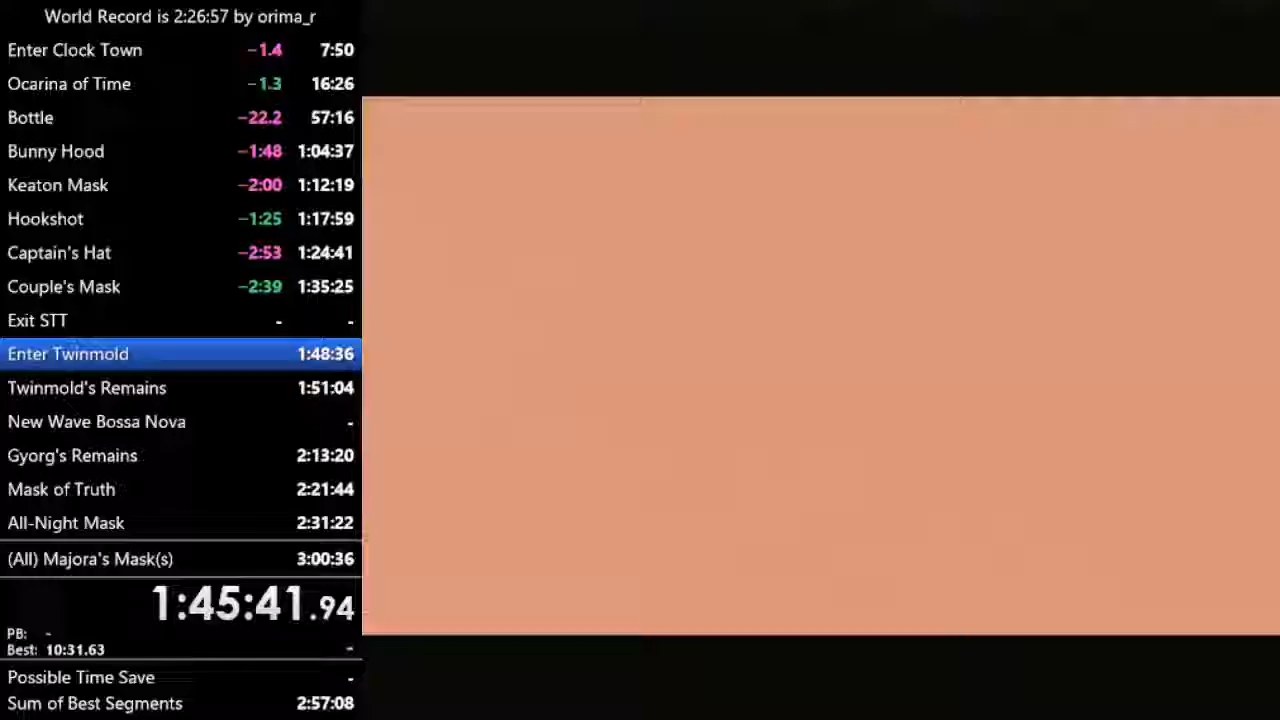 World Record is 2:26:57 by orima_r
Enter Clock Town −1.4 7:50
Ocarina of Time −1.3 16:26
Bottle −22.2 57:16
Bunny Hood −1:48 1:04:37
Keaton Mask −2:00 1:12:19
Hookshot −1:25 1:17:59
Captain's Hat −2:53 1:24:41
Couple's Mask −2:39 1:35:25
Exit STT - -
Enter Twinmold 1:48:36
Twinmold's Remains 1:51:04
New Wave Bossa Nova -
Gyorg's Remains 2:13:20
Mask of Truth 2:21:44
All-Night Mask 2:31:22
(All) Majora's Mask(s) 3:00:36
1:45:41.94
PB: -
Best: 10:31.63 -
Possible Time Save -
Sum of Best Segments 2:57:08